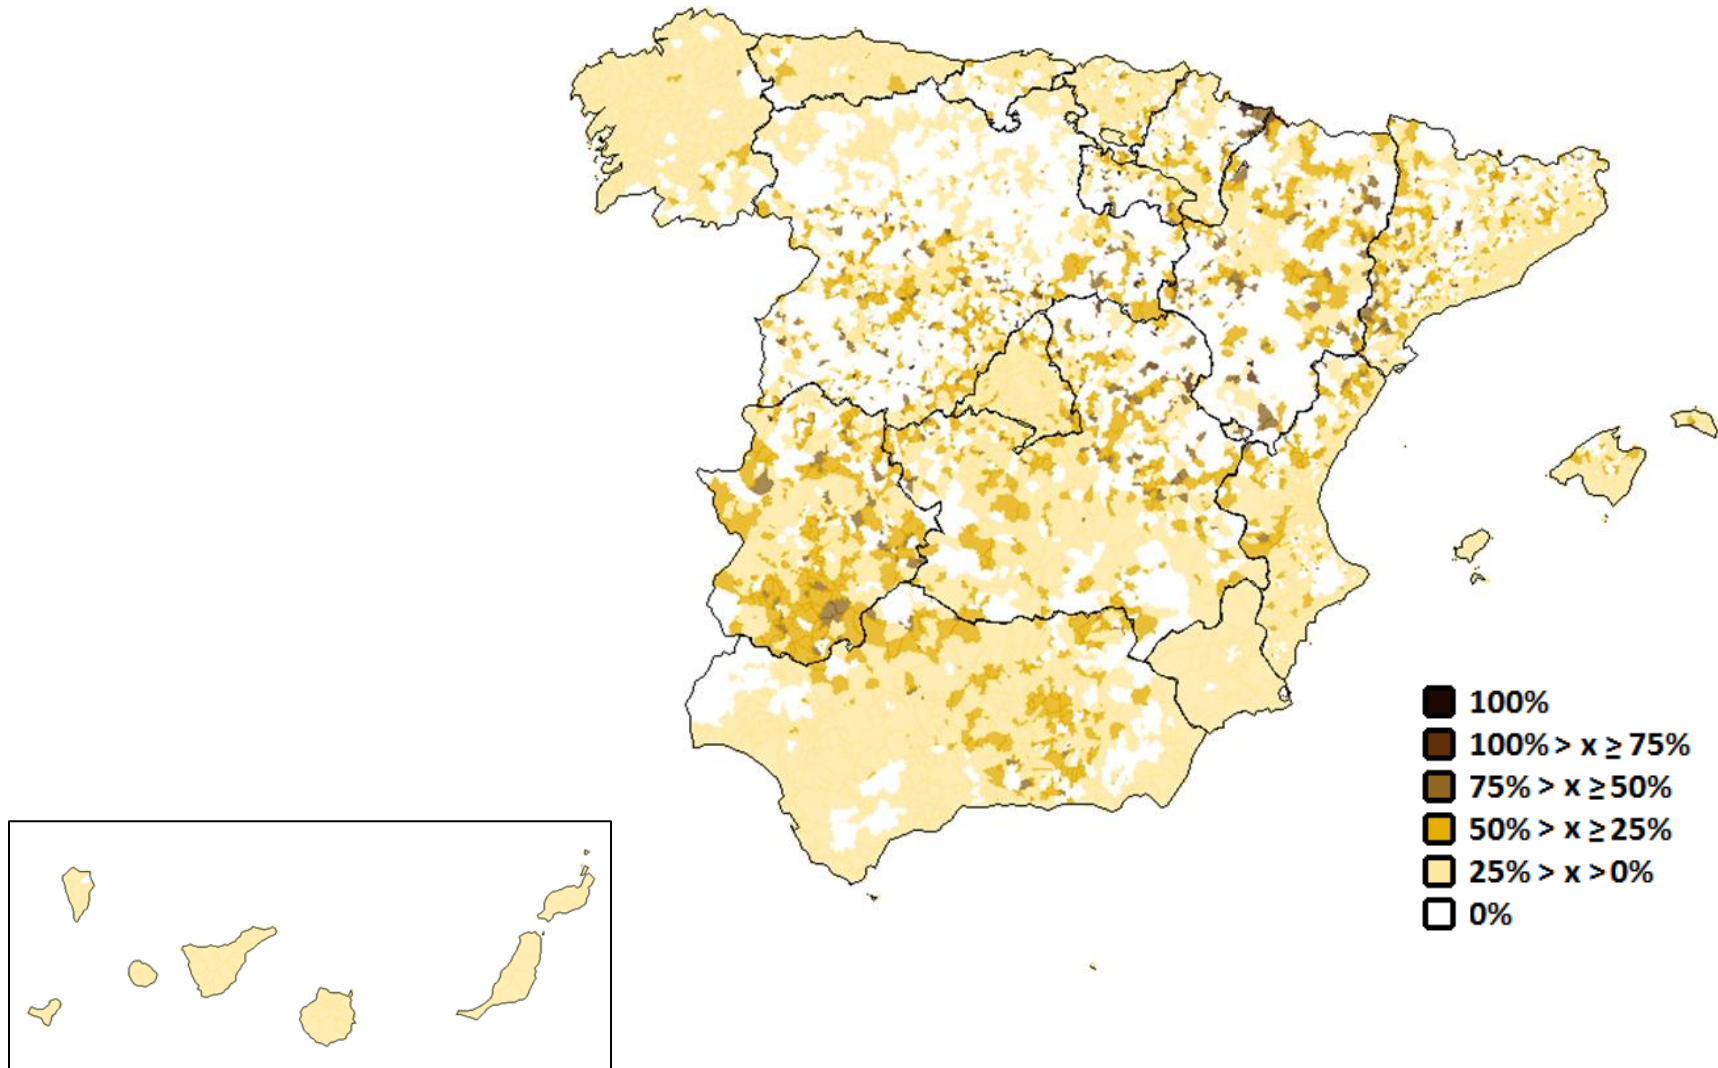 100%
100% > x ≥ 75%
75% > x ≥ 50%
50% > x ≥ 25%
25% > x > 0%
0%